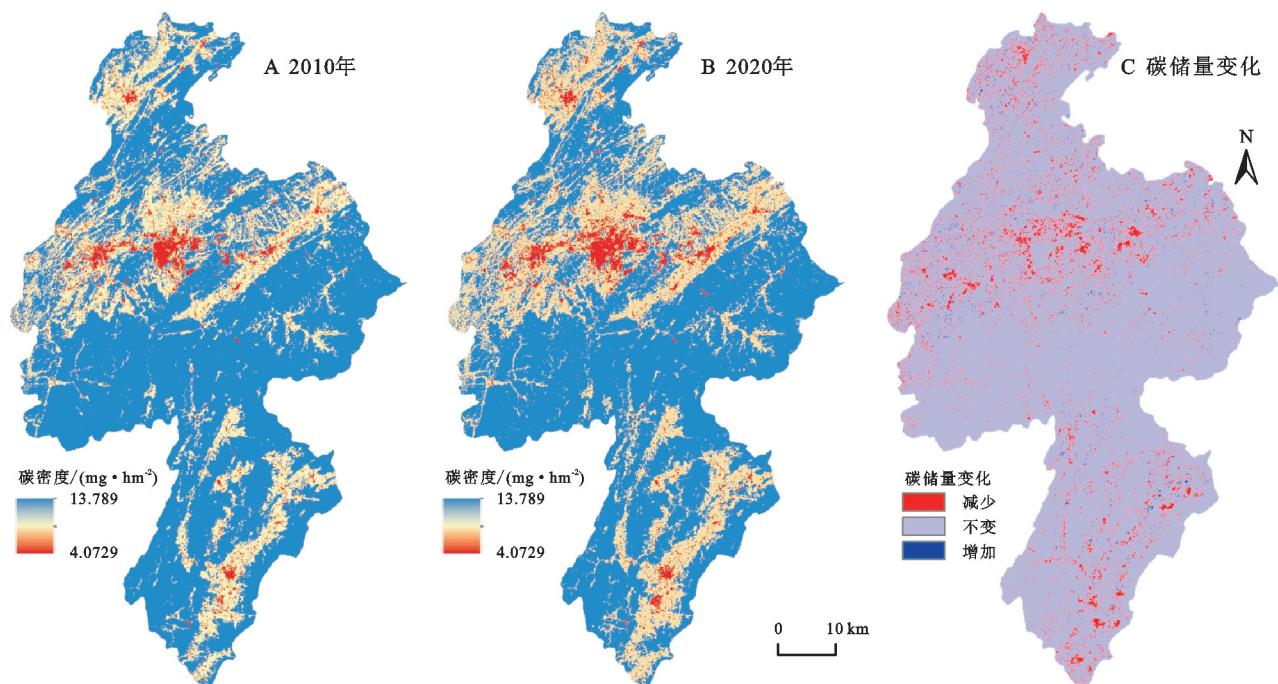 A 2010年
B 2020年
C 碳储量变化
N
碳密度/(mg·hm⁻²)
13.789
4.0729
碳密度/(mg·hm⁻²)
13.789
4.0729
0 10 km
碳储量变化
减少
不变
增加